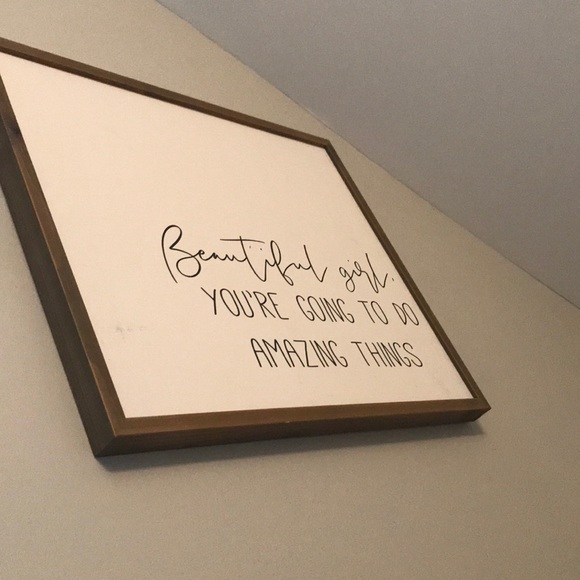 Beautiful girl,
YOU'RE GOING TO DO
AMAZING THINGS